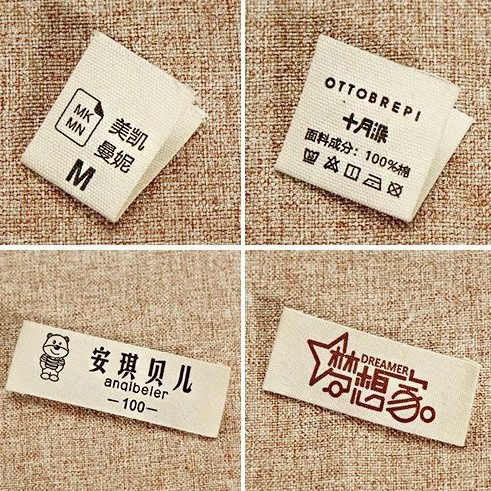 MK
MN
美凯
曼妮
M
OTTOBREPI
十月派
面料成分：100%棉
安琪贝儿
anqibeier
—100—
DREAMER
梦想家